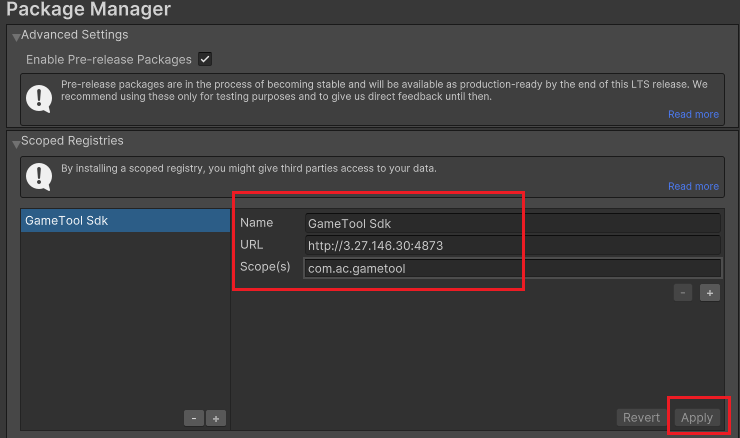 Package Manager
Advanced Settings
Enable Pre-release Packages
Pre-release packages are in the process of becoming stable and will be available as production-ready by the end of this LTS release. We
recommend using these only for testing purposes and to give us direct feedback until then.
Read more
Scoped Registries
By installing a scoped registry, you might give third parties access to your data.
Read more
GameTool Sdk
Name GameTool Sdk
URL http://3.27.146.30:4873
Scope(s) com.ac.gametool
- +
- +
Revert Apply